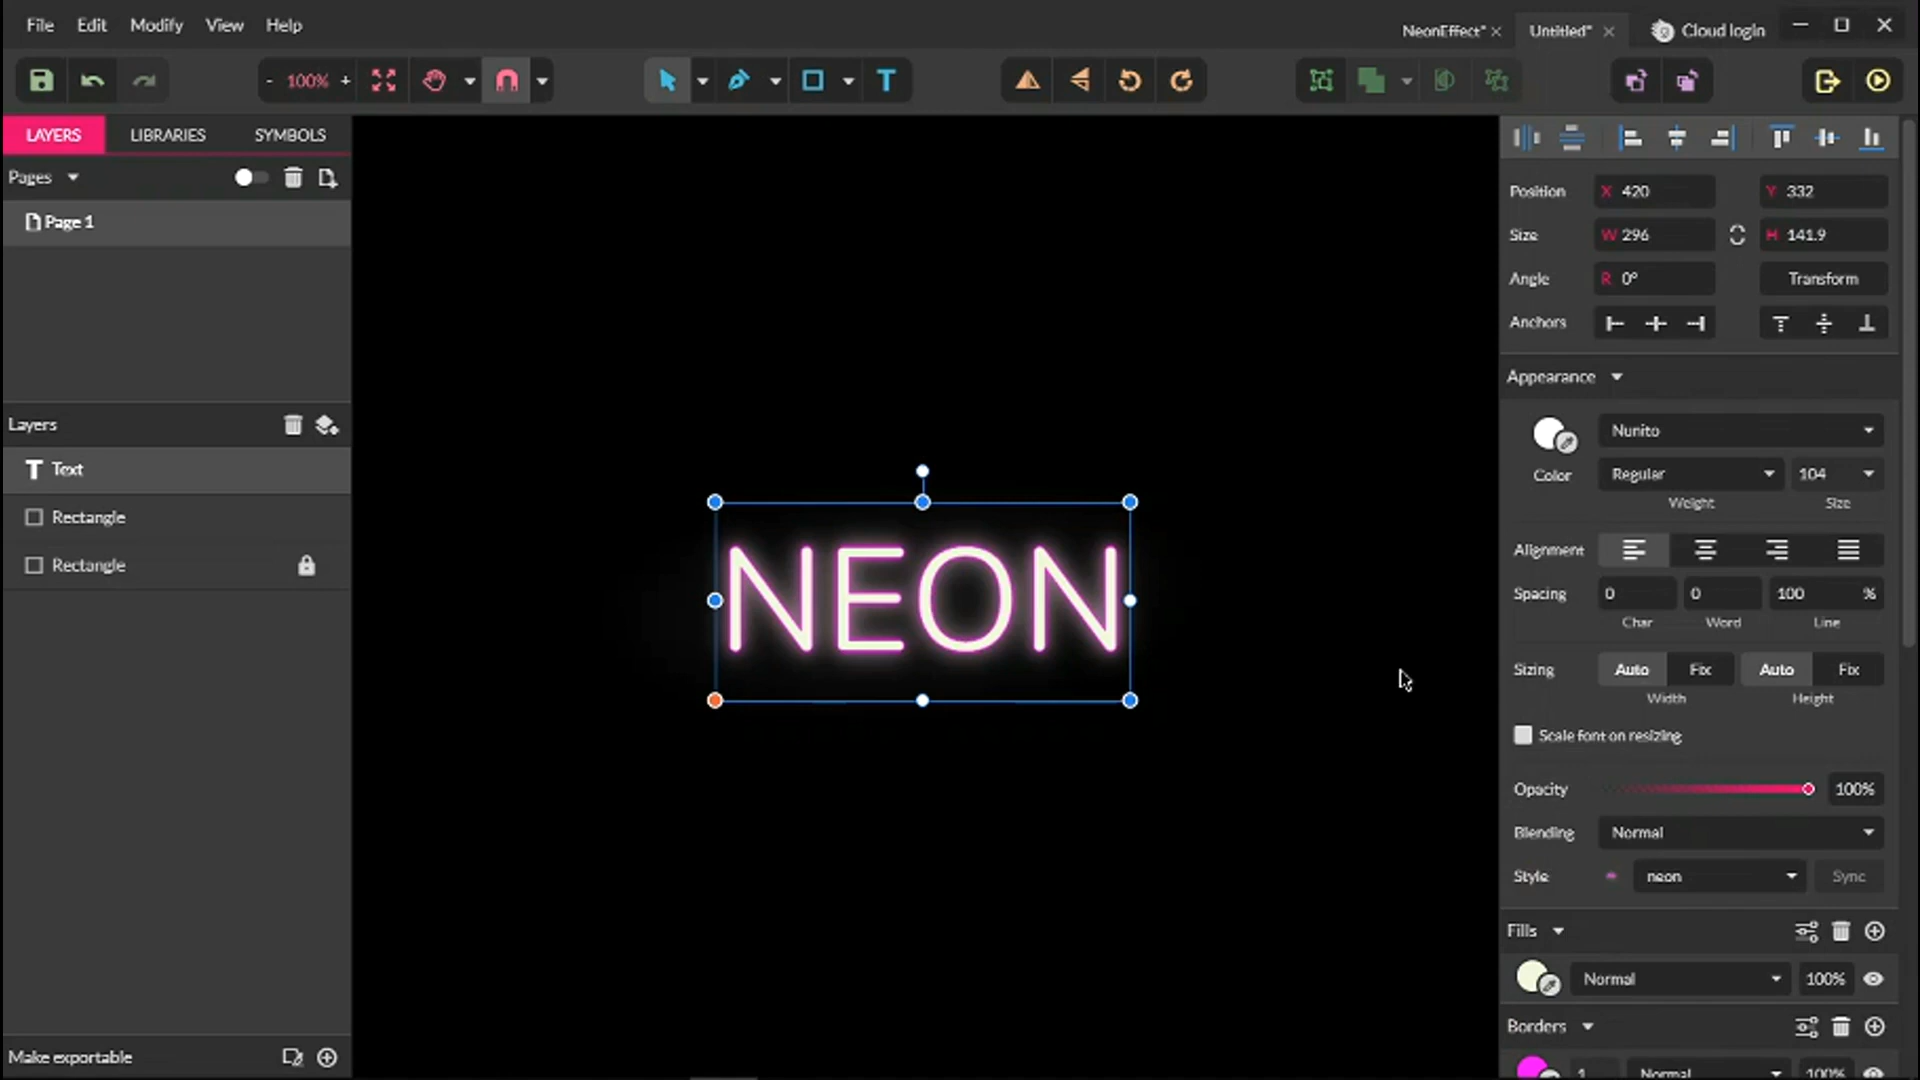 File Edit Modify View Help
NeonEffect* Untitled* Cloud login
- 100% +
T
LAYERS LIBRARIES SYMBOLS
Pages
Page 1
Layers
T Text
Rectangle
Rectangle
Make exportable
NEON
Position X 420 Y 332
Size W 296 H 141.9
Angle R 0° Transform
Anchors
Appearance
Nunito
Color Regular 104
Weight Size
Alignment
Spacing 0 0 100 %
Char Word Line
Sizing Auto Fix Auto Fix
Width Height
Scale font on resizing
Opacity 100%
Blending Normal
Style neon Sync
Fills
Normal 100%
Borders
1 Normal 100%